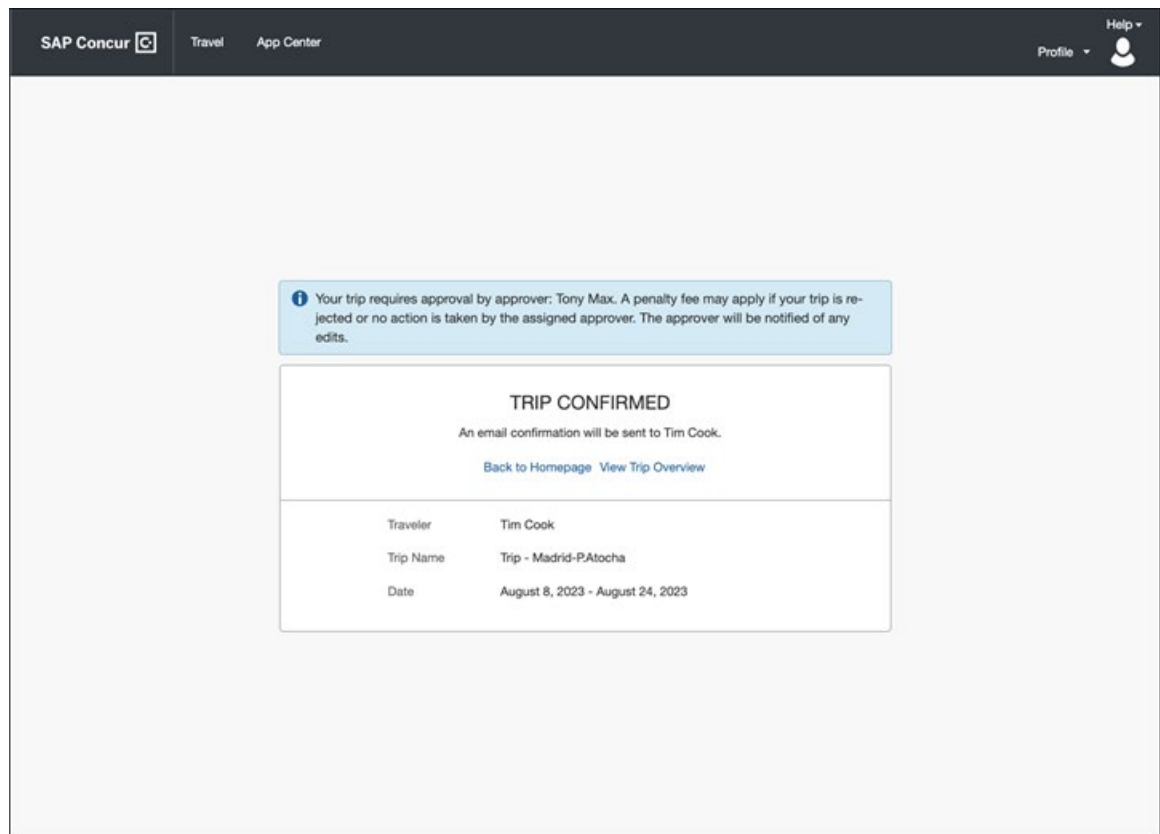 Help
SAP Concur C
Travel
App Center
Profile
Your trip requires approval by approver: Tony Max. A penalty fee may apply if your trip is re-
jected or no action is taken by the assigned approver. The approver will be notified of any
edits.
TRIP CONFIRMED
An email confirmation will be sent to Tim Cook.
Back to Homepage View Trip Overview
Traveler Tim Cook
Trip Name Trip - Madrid-P.Atocha
Date August 8, 2023 - August 24, 2023